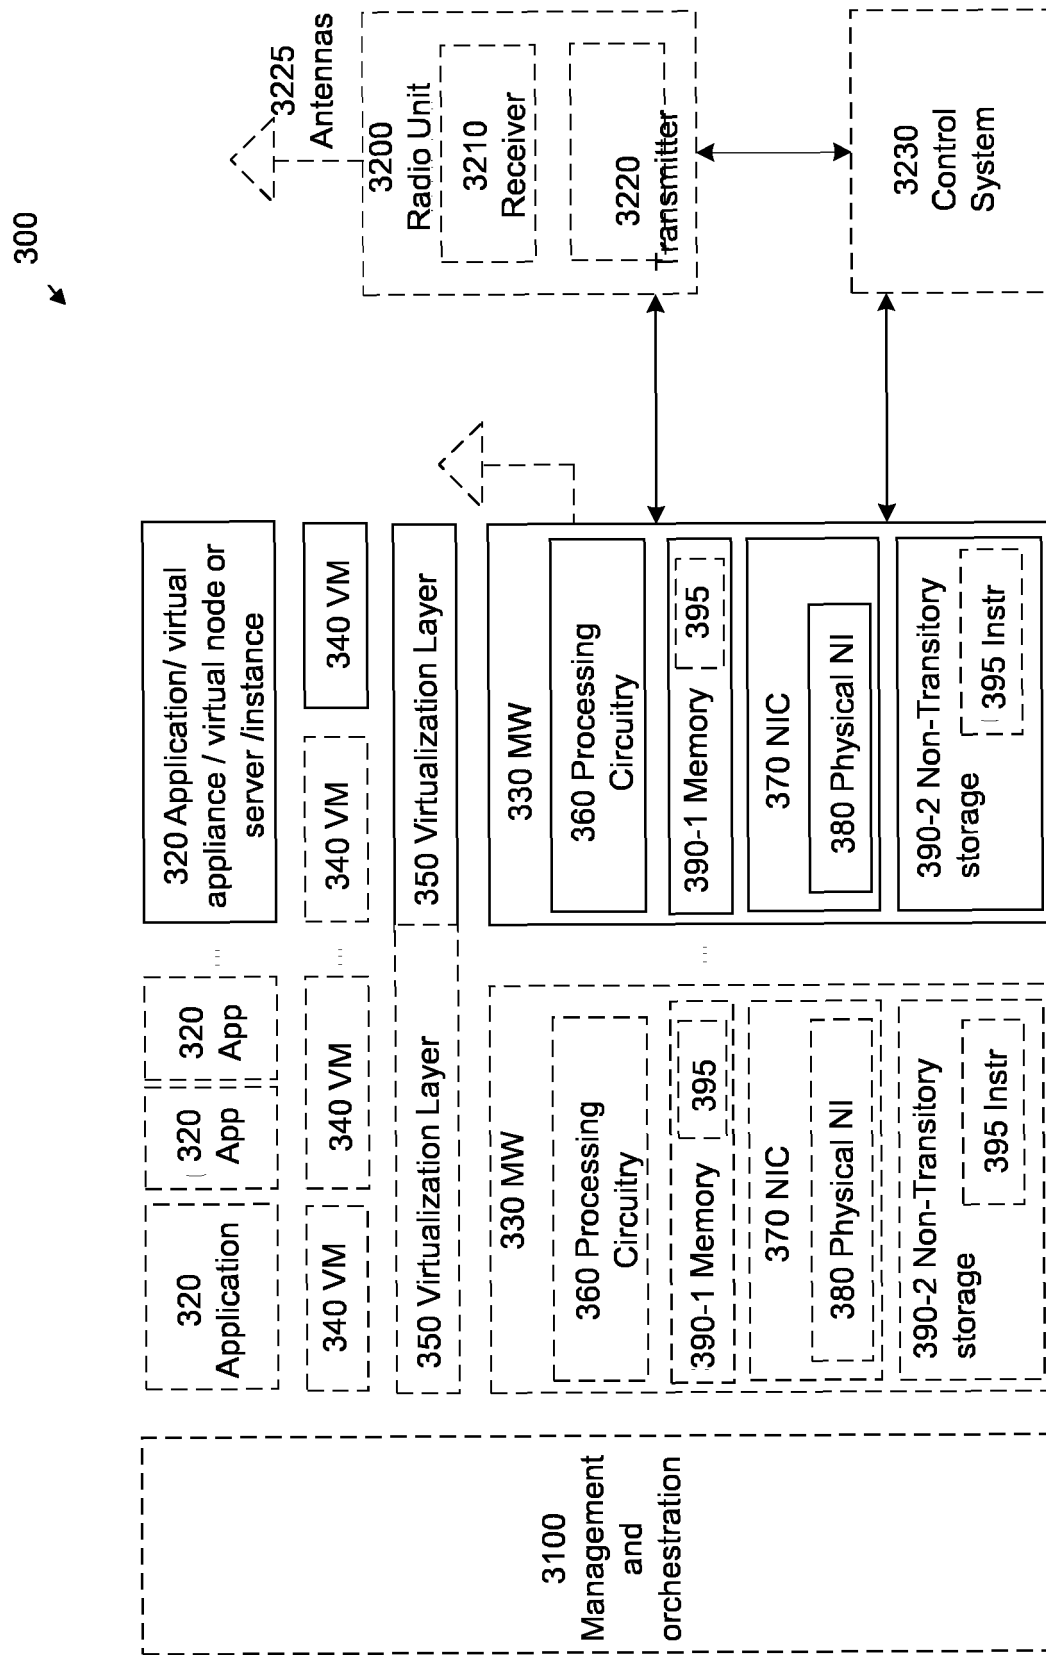 300
3100
Management
and
orchestration
320
Application
320
App
320
App
...
320 Application/ virtual
appliance / virtual node or
server /instance
340 VM
340 VM
...
340 VM
340 VM
350 Virtualization Layer
350 Virtualization Layer
330 MW
360 Processing
Circuitry
390-1 Memory
395
370 NIC
380 Physical NI
390-2 Non-Transitory
storage
395 Instr
...
330 MW
360 Processing
Circuitry
390-1 Memory
395
370 NIC
380 Physical NI
390-2 Non-Transitory
storage
395 Instr
3225
Antennas
3200
Radio Unit
3210
Receiver
3220
Transmitter
3230
Control
System